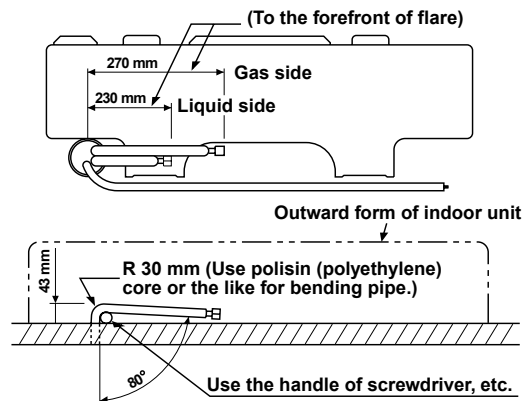 (To the forefront of flare)
270 mm
Gas side
230 mm
Liquid side
Outward form of indoor unit
43 mm
R 30 mm (Use polisin (polyethylene)
core or the like for bending pipe.)
80°
Use the handle of screwdriver, etc.